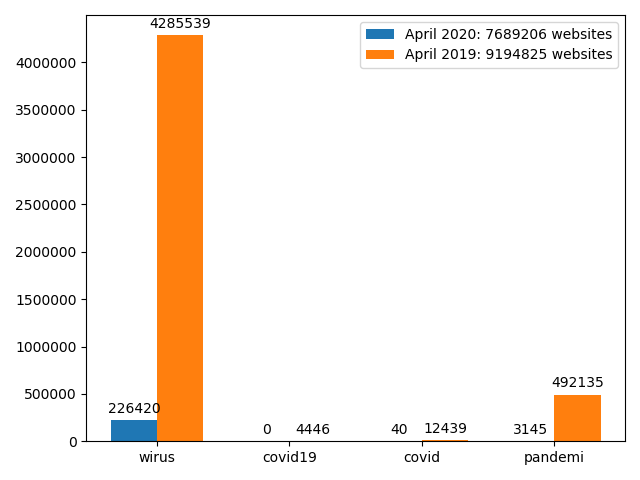 4285539
April 2020: 7689206 websites
April 2019: 9194825 websites
4000000
3500000
3000000
2500000
2000000
1500000
1000000
500000
0
226420
0
4446
40
12439
3145
492135
wirus
covid19
covid
pandemi